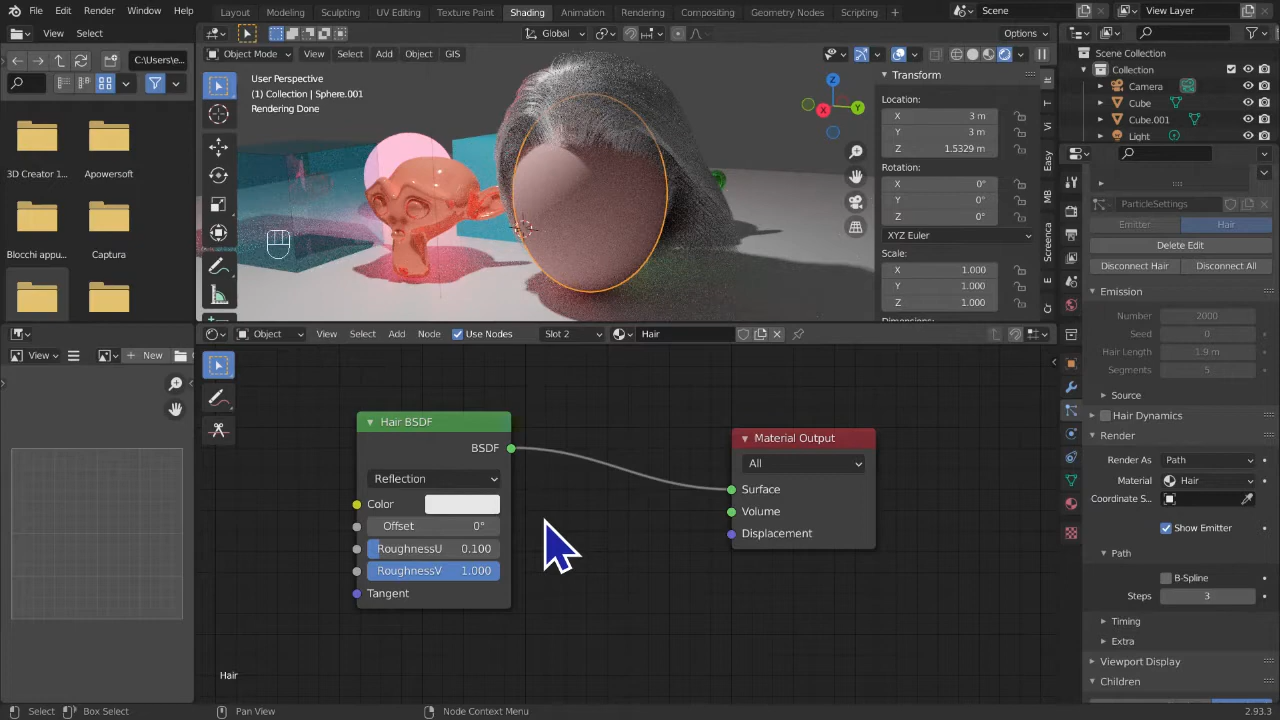 File Edit Render Window Help
Layout Modeling Sculpting UV Editing Texture Paint Shading Animation Rendering Compositing Geometry Nodes Scripting +
Scene
View Layer
View Select
C:\Users\e...
3D Creator 1...
Apowersoft
Blocchi appu...
Captura
View
New
Global
Options
Object Mode View Select Add Object GIS
User Perspective
(1) Collection | Sphere.001
Rendering Done
X
Y
Z
Transform
Location:
X 3 m
Y 3 m
Z 1.5329 m
Rotation:
X 0°
Y 0°
Z 0°
XYZ Euler
Scale:
X 1.000
Y 1.000
Z 1.000
Dimensions:
It
T
Vi
Easy
MB
Screenca
Cr
Object View Select Add Node Use Nodes Slot 2 Hair
Hair BSDF
BSDF
Reflection
Color
Offset 0°
RoughnessU 0.100
RoughnessV 1.000
Tangent
Material Output
All
Surface
Volume
Displacement
Hair
Scene Collection
Collection
Camera
Cube
Cube.001
Light
ParticleSettings
Emitter Hair
Delete Edit
Disconnect Hair Disconnect All
Emission
Number 2000
Seed 0
Hair Length 1.9 m
Segments 5
Source
Hair Dynamics
Render
Render As Path
Material Hair
Coordinate S...
Show Emitter
Path
B-Spline
Steps 3
Timing
Extra
Viewport Display
Children
Select Box Select Pan View Node Context Menu 2.93.3